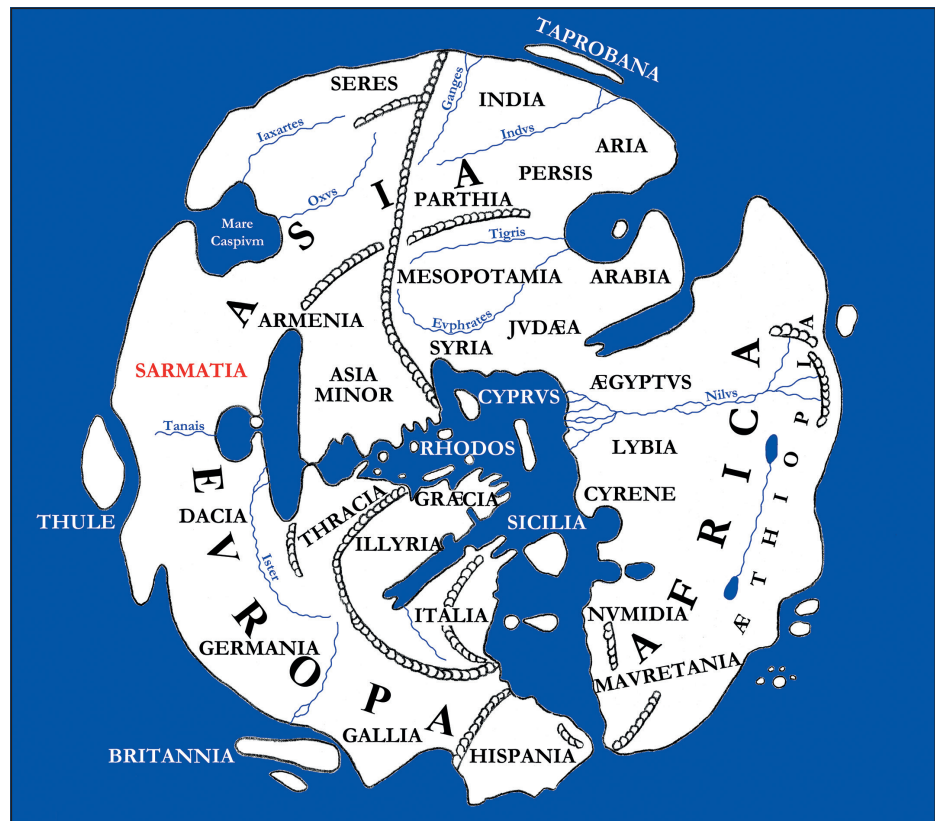 TAPROBANA
SERES
Ganges
INDIA
Iaxartes
Indvs
ARIA
PERSIS
Oxvs
PARTHIA
ASIA
Mare
Caspivm
Tigris
MESOPOTAMIA
ARABIA
ARMENIA
Evphrates
JVDÆA
SYRIA
SARMATIA
ASIA
MINOR
ÆGYPTVS
CYPRVS
Nilvs
Tanais
RHODOS
LYBIA
AFRICA
ÆTHIOPIA
GRÆCIA
CYRENE
THULE
DACIA
THRACIA
SICILIA
ILLYRIA
Ister
EVROPA
ITALIA
NVMIDIA
GERMANIA
MAVRETANIA
GALLIA
BRITANNIA
HISPANIA